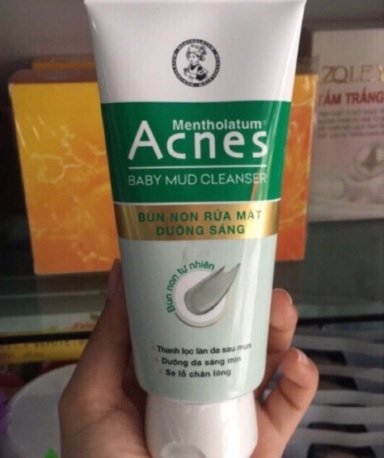 Mentholatum
Acnes
BABY MUD CLEANSER
BÙN NON RỬA MẶT
DƯỠNG SÁNG
Bùn non tự nhiên
Thanh lọc làn da sau mụn
Dưỡng da sáng mịn
Se lỗ chân lông
ZOLEY
TẮM TRẮNG